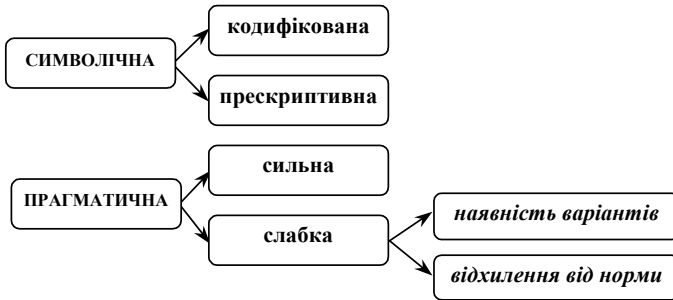 СИМВОЛІЧНА
кодифікована
прескриптивна
ПРАГМАТИЧНА
сильна
слабка
наявність варіантів
відхилення від норми